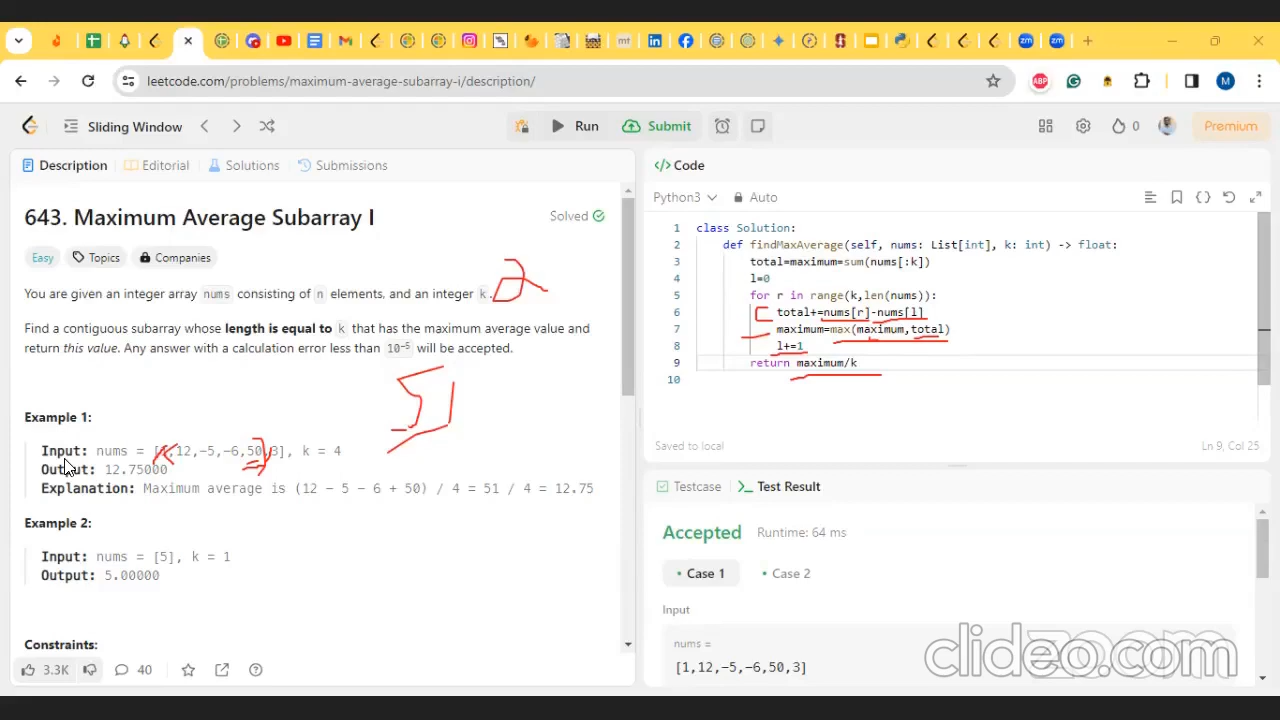 leetcode.com/problems/maximum-average-subarray-i/description/
ABP
M
Sliding Window
Run
Submit
0
Premium
Description
Editorial
Solutions
Submissions
643. Maximum Average Subarray I
Solved
Easy
Topics
Companies
You are given an integer array nums consisting of n elements, and an integer k.
2
Find a contiguous subarray whose length is equal to k that has the maximum average value and
return this value. Any answer with a calculation error less than 10-5 will be accepted.
51
Example 1:
Input: nums = [1,12,-5,-6,50,3], k = 4
Output: 12.75000
Explanation: Maximum average is (12 - 5 - 6 + 50) / 4 = 51 / 4 = 12.75
Example 2:
Input: nums = [5], k = 1
Output: 5.00000
Constraints:
3.3K
40
</> Code
Python3
Auto
1 class Solution:
2 def findMaxAverage(self, nums: List[int], k: int) -> float:
3 total=maximum=sum(nums[:k])
4 l=0
5 for r in range(k,len(nums)):
6 total+=nums[r]-nums[l]
7 maximum=max(maximum,total)
8 l+=1
9 return maximum/k
10
Saved to local
Ln 9, Col 25
Testcase
Test Result
Accepted
Runtime: 64 ms
Case 1
Case 2
Input
nums =
[1,12,-5,-6,50,3]
clideo.com
zoom